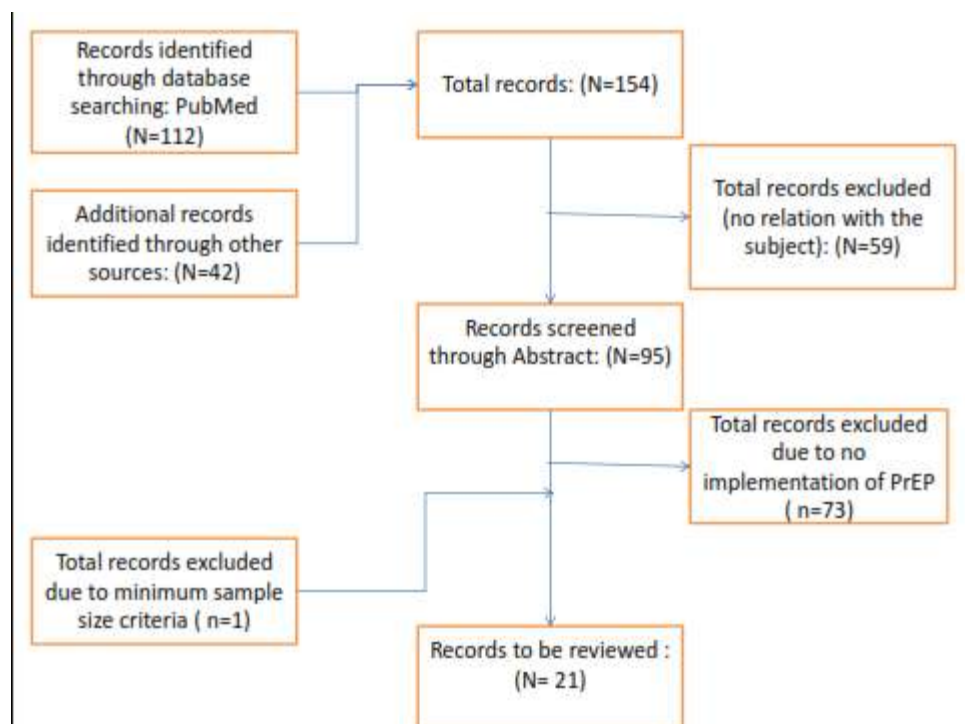 Records identified
through database
searching: PubMed
(N=112)
Total records: (N=154)
Total records excluded
(no relation with the
subject): (N=59)
Additional records
identified through other
sources: (N=42)
Records screened
through Abstract: (N=95)
Total records excluded
due to no
implementation of PrEP
( n=73)
Total records excluded
due to minimum sample
size criteria ( n=1)
Records to be reviewed :
(N= 21)